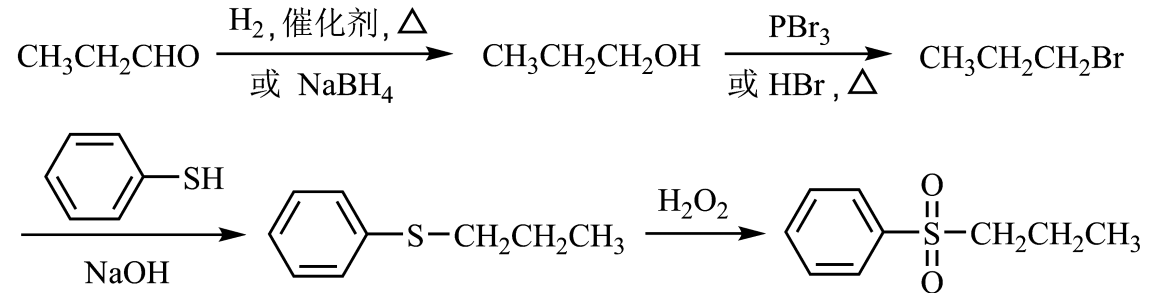 H₂,催化剂,△
CH₃CH₂CHO CH₃CH₂CH₂OH CH₃CH₂CH₂Br
或 NaBH₄
PBr₃
或 HBr,△
SH
NaOH
S-CH₂CH₂CH₃
H₂O₂
O
S-CH₂CH₂CH₃
O